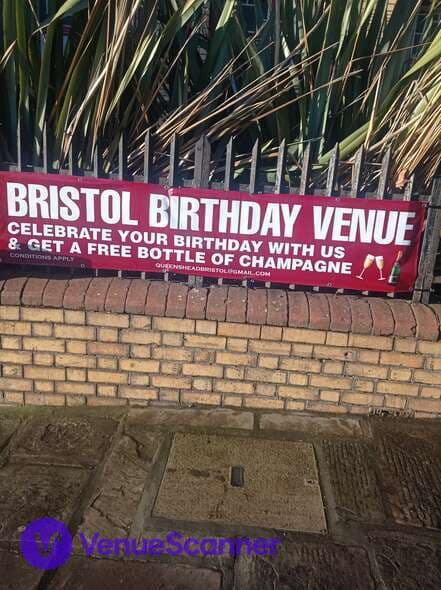 BRISTOL BIRTHDAY VENUE
CELEBRATE YOUR BIRTHDAY WITH US
& GET A FREE BOTTLE OF CHAMPAGNE
CONDITIONS APPLY
QUEENSHEADBRISTOL@GMAIL.COM
VenueScanner